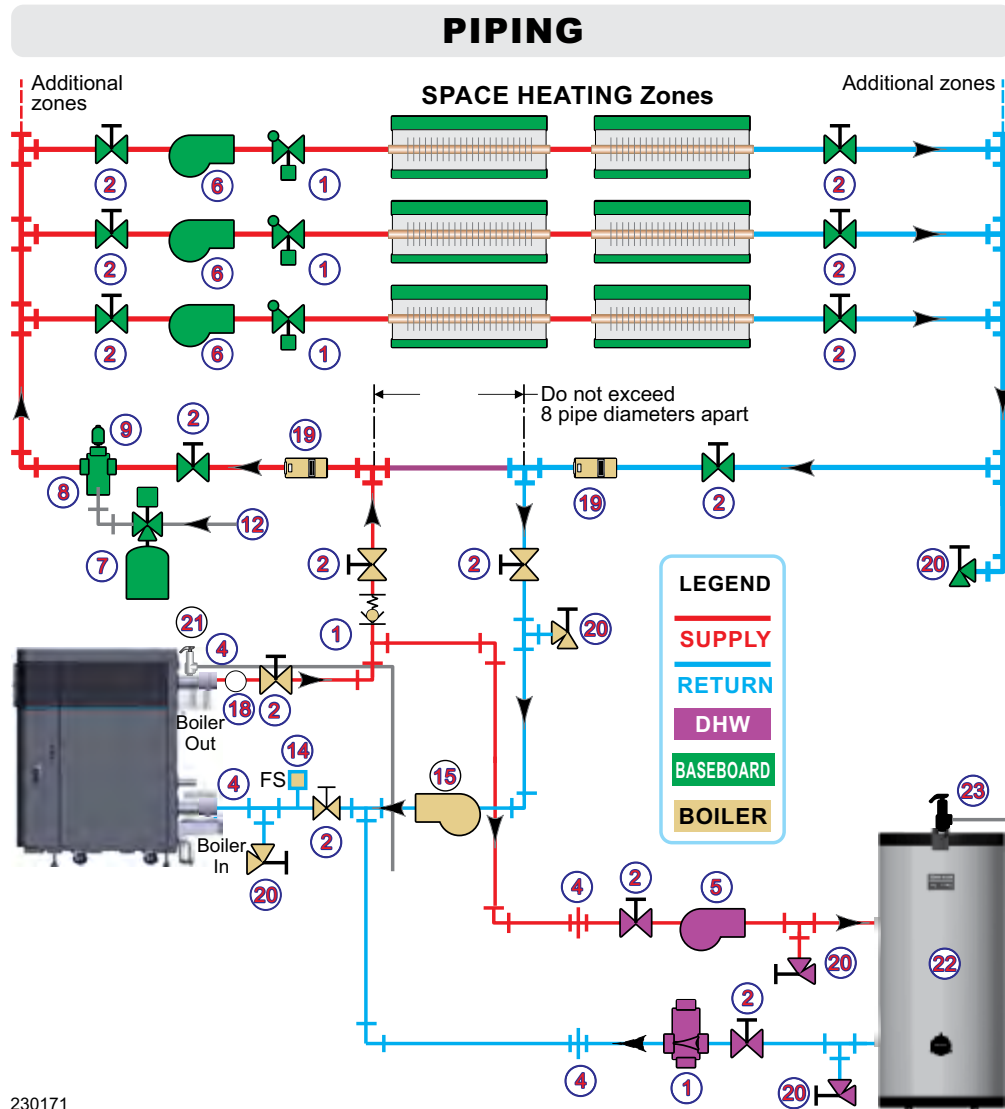 PIPING
Additional
zones
SPACE HEATING Zones
Additional zones
2 6 1 2
2 6 1 2
2 6 1 2
Do not exceed
8 pipe diameters apart
9 2 19
8 19 2
12
7 2 2
20
21 4 1 20
18 2
Boiler
Out
14
FS
15
4
2
Boiler
In
20
LEGEND
SUPPLY
RETURN
DHW
BASEBOARD
BOILER
23
4 2 5
20 22
2
4 1 20
230171